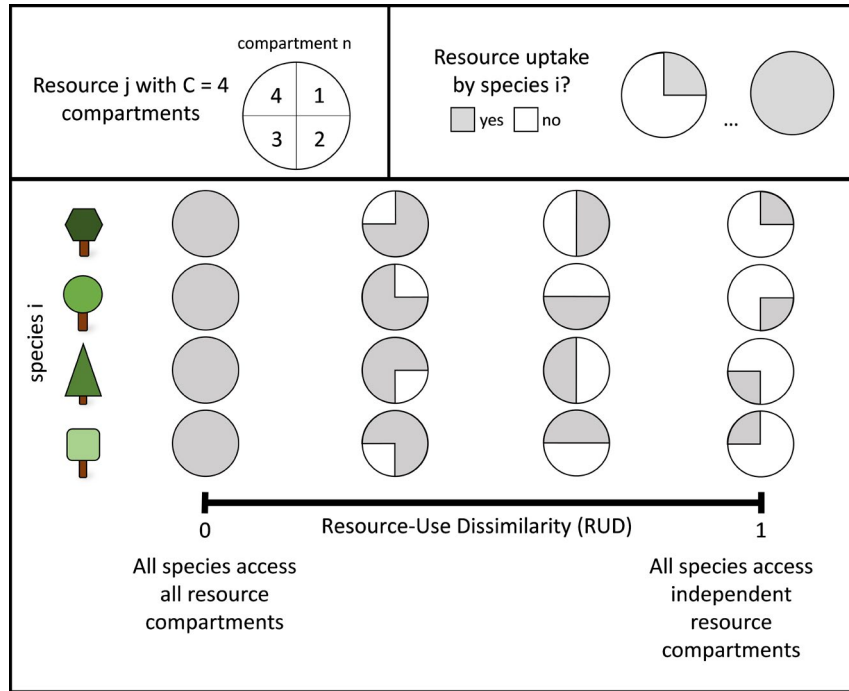 compartment n
Resource j with C = 4
compartments
4 1
3 2
Resource uptake
by species i?
yes no
...
species i
0
Resource-Use Dissimilarity (RUD)
1
All species access
all resource
compartments
All species access
independent
resource
compartments